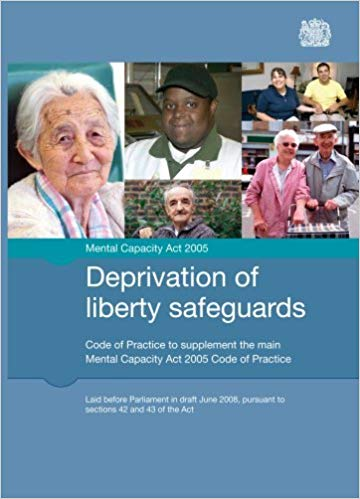 Mental Capacity Act 2005
Deprivation of
liberty safeguards
Code of Practice to supplement the main
Mental Capacity Act 2005 Code of Practice
Laid before Parliament in draft June 2008, pursuant to
sections 42 and 43 of the Act